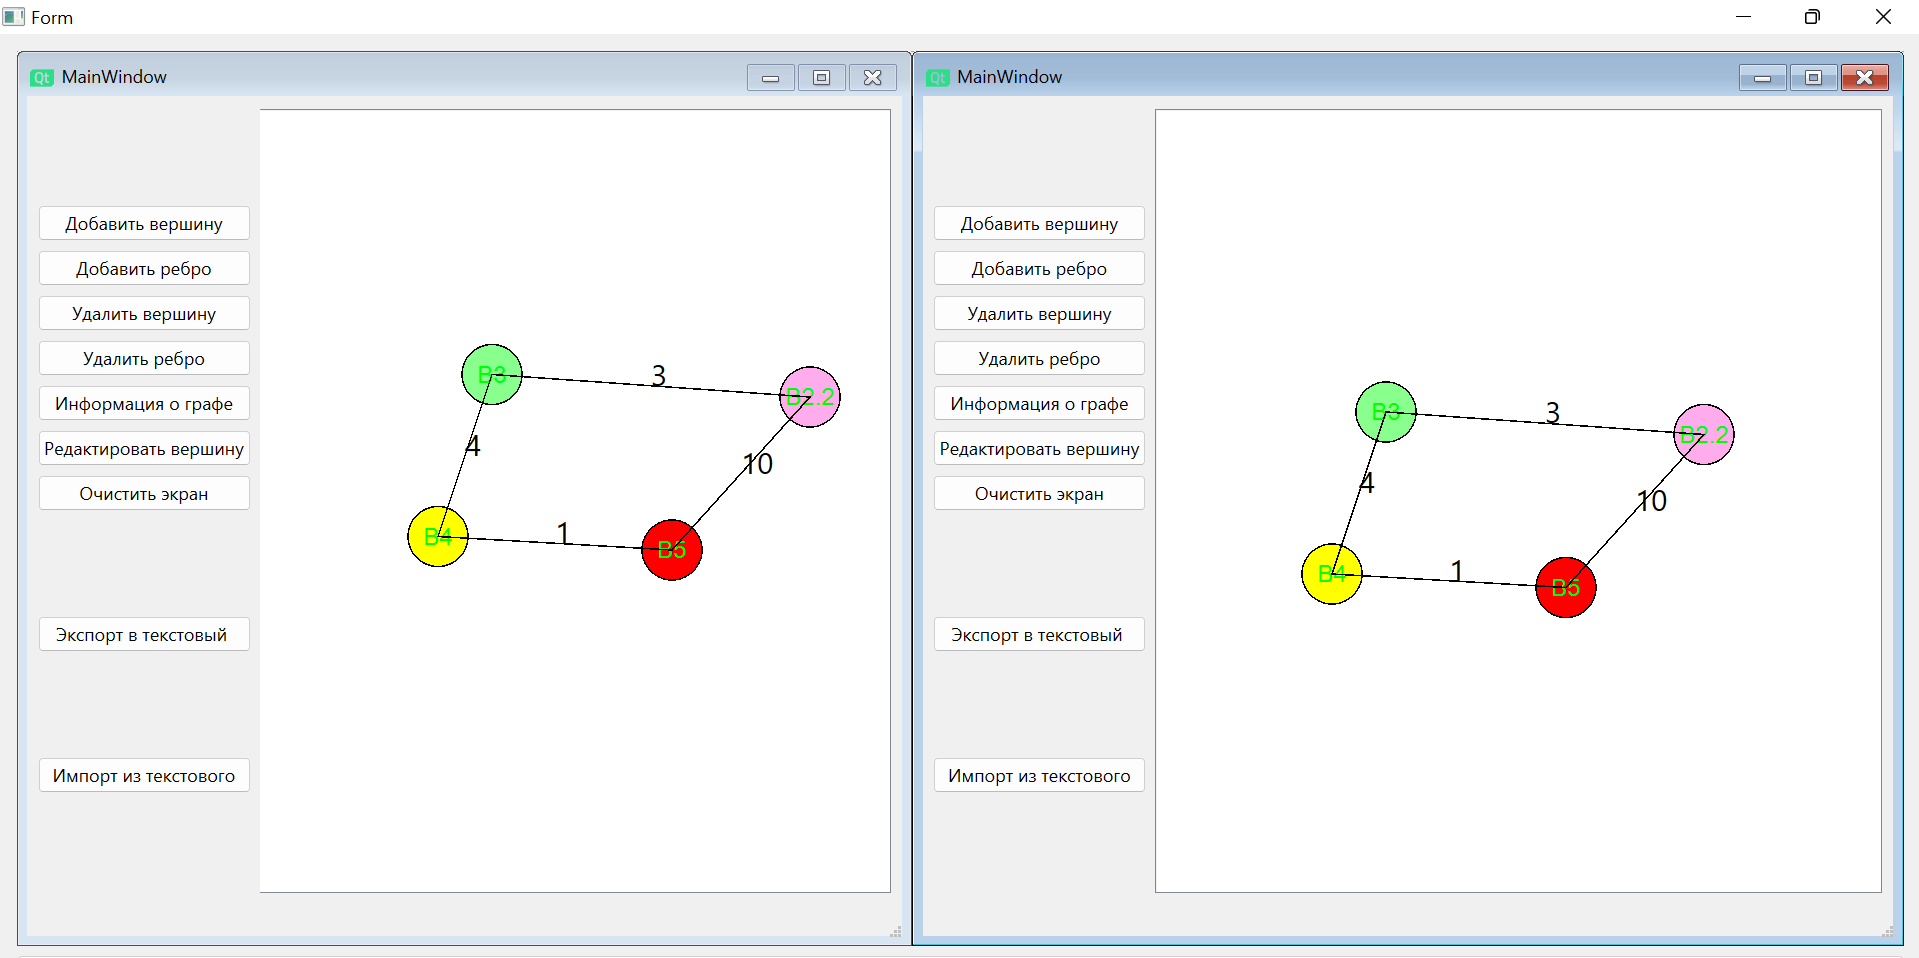 Form
Qt MainWindow
Добавить вершину
Добавить ребро
Удалить вершину
Удалить ребро
Информация о графе
Редактировать вершину
Очистить экран
Экспорт в текстовый
Импорт из текстового
B3
3
B2.2
4
10
B4
1
B5
Qt MainWindow
Добавить вершину
Добавить ребро
Удалить вершину
Удалить ребро
Информация о графе
Редактировать вершину
Очистить экран
Экспорт в текстовый
Импорт из текстового
B3
3
B2.2
4
10
B4
1
B5